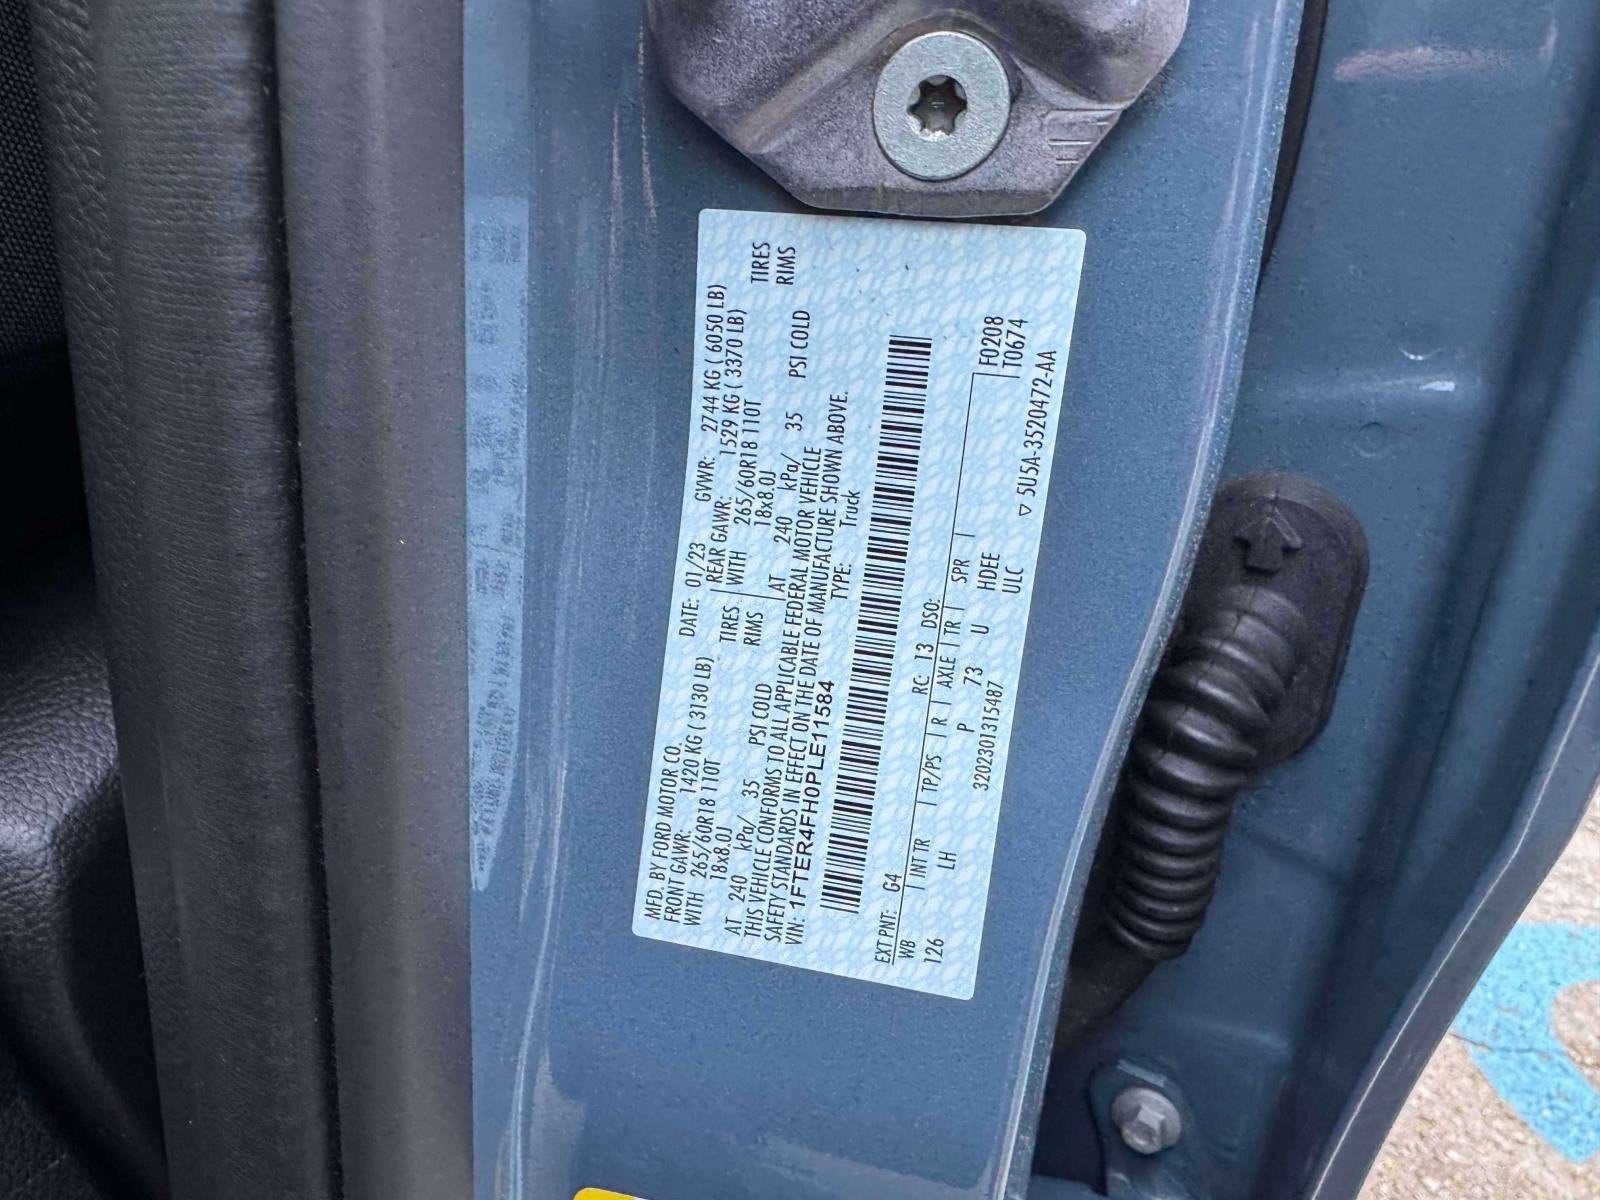 MFD. BY FORD MOTOR CO. DATE: 01/23 GVWR: 2744 KG ( 6050 LB)
FRONT GAWR: 1420 KG ( 3130 LB) REAR GAWR: 1529 KG ( 3370 LB)
WITH 265/60R18 110T TIRES WITH 265/60R18 110T TIRES
18x8.0J RIMS 18x8.0J RIMS
AT 240 kPa/ 35 PSI COLD AT 240 kPa/ 35 PSI COLD
THIS VEHICLE CONFORMS TO ALL APPLICABLE FEDERAL MOTOR VEHICLE
SAFETY STANDARDS IN EFFECT ON THE DATE OF MANUFACTURE SHOWN ABOVE.
VIN: 1FTER4FH0PLE11584 TYPE: Truck
EXT PNT: G4 RC: 13 DSO: F0208
WB INT TR TP/PS R AXLE TR SPR T0674
126 LH P 73 U HDEE
3202301315487 ULC ▽ 5U5A-3520472-AA